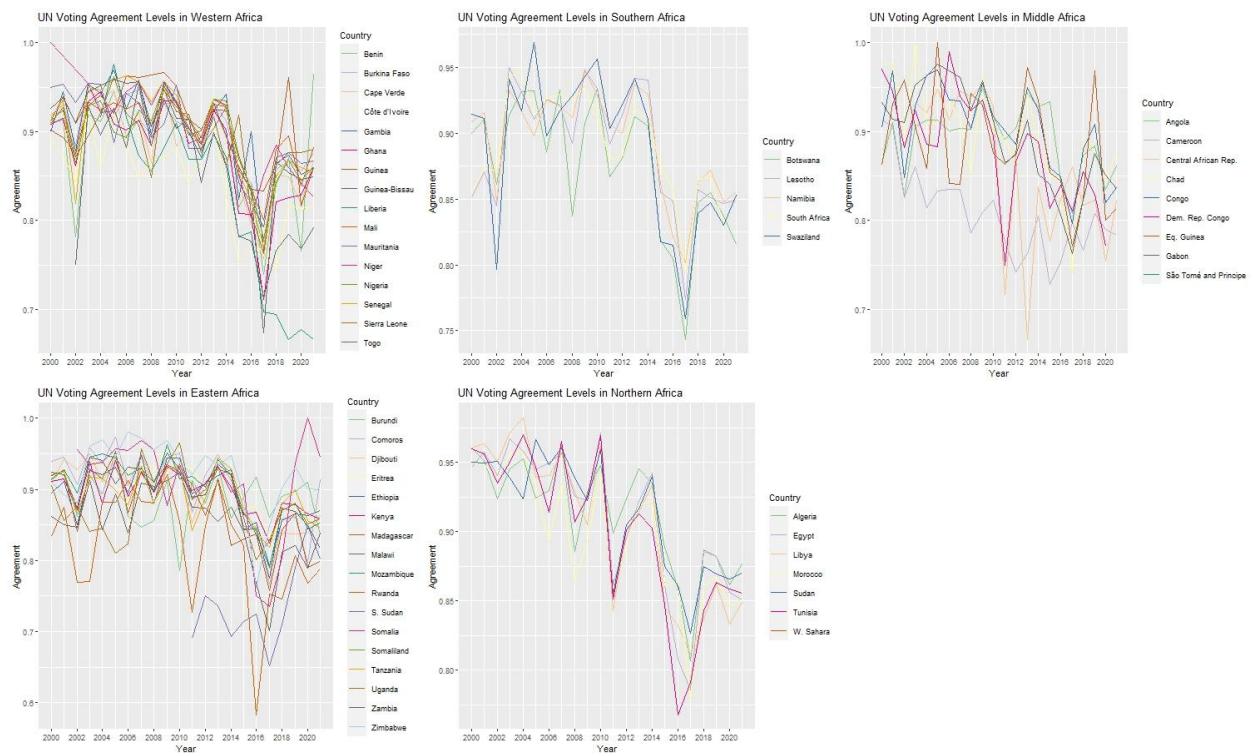 UN Voting Agreement Levels in Western Africa
Agreement
1.0
0.9
0.8
0.7
2000 2002 2004 2006 2008 2010 2012 2014 2016 2018 2020
Year
Country
Benin
Burkina Faso
Cape Verde
Côte d'Ivoire
Gambia
Ghana
Guinea
Guinea-Bissau
Liberia
Mali
Mauritania
Niger
Nigeria
Senegal
Sierra Leone
Togo
UN Voting Agreement Levels in Southern Africa
Agreement
0.95
0.90
0.85
0.80
0.75
2000 2002 2004 2006 2008 2010 2012 2014 2016 2018 2020
Year
Country
Botswana
Lesotho
Namibia
South Africa
Swaziland
UN Voting Agreement Levels in Middle Africa
Agreement
1.0
0.9
0.8
0.7
2000 2002 2004 2006 2008 2010 2012 2014 2016 2018 2020
Year
Country
Angola
Cameroon
Central African Rep.
Chad
Congo
Dem. Rep. Congo
Eq. Guinea
Gabon
São Tomé and Principe
UN Voting Agreement Levels in Eastern Africa
Agreement
1.0
0.9
0.8
0.7
0.6
2000 2002 2004 2006 2008 2010 2012 2014 2016 2018 2020
Year
Country
Burundi
Comoros
Djibouti
Eritrea
Ethiopia
Kenya
Madagascar
Malawi
Mozambique
Rwanda
S. Sudan
Somalia
Somaliland
Tanzania
Uganda
Zambia
Zimbabwe
UN Voting Agreement Levels in Northern Africa
Agreement
0.95
0.90
0.85
0.80
2000 2002 2004 2006 2008 2010 2012 2014 2016 2018 2020
Year
Country
Algeria
Egypt
Libya
Morocco
Sudan
Tunisia
W. Sahara